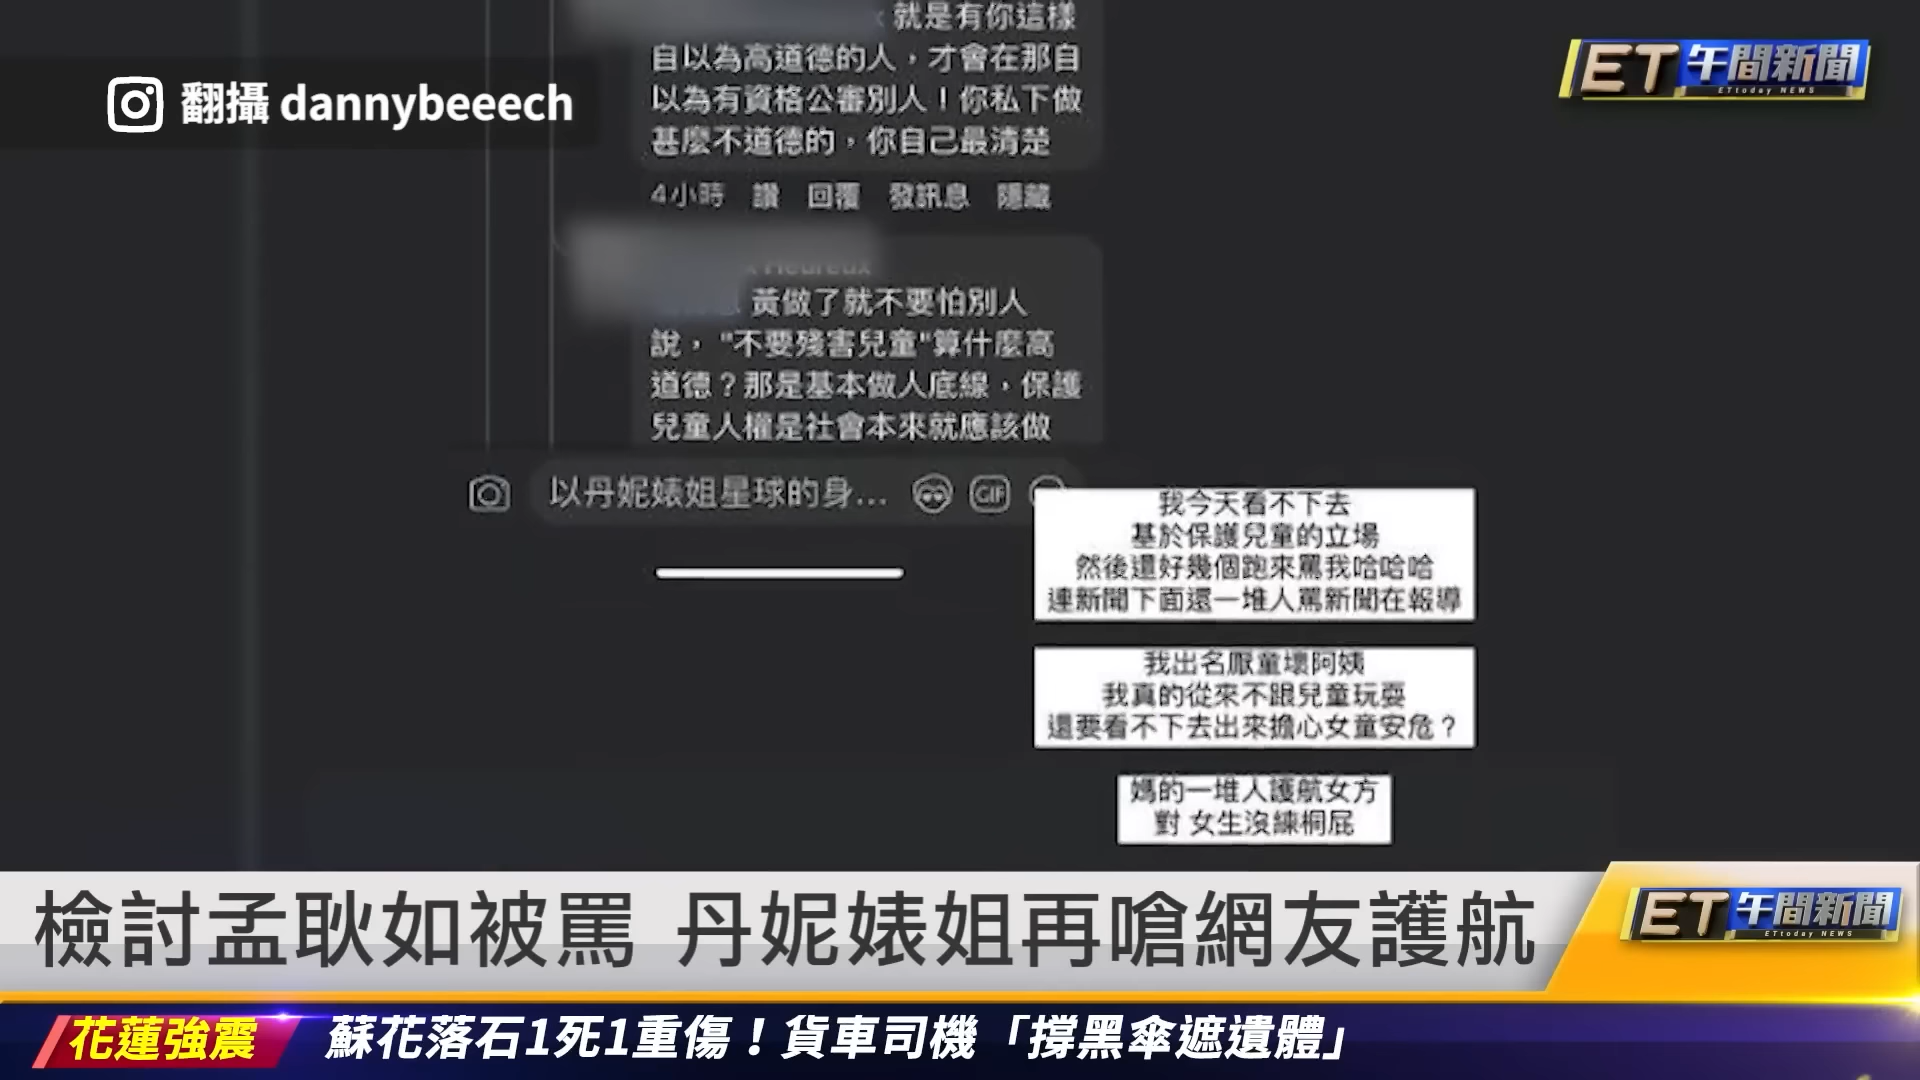 就是有你這樣
自以為高道德的人，才會在那自
以為有資格公審別人！你私下做
甚麼不道德的，你自己最清楚
4小時 讚 回覆 發訊息 隱藏
翻攝 dannybeeech
ET 午間新聞
ETtoday NEWS
Heureux
黃做了就不要怕別人
說，"不要殘害兒童"算什麼高
道德？那是基本做人底線，保護
兒童人權是社會本來就應該做
以丹妮婊姐星球的身...
GIF
我今天看不下去
基於保護兒童的立場
然後還好幾個跑來罵我哈哈哈
連新聞下面還一堆人罵新聞在報導
我出名厭童壞阿姨
我真的從來不跟兒童玩耍
還要看不下去出來擔心女童安危？
媽的一堆人護航女方
對 女生沒練桐屁
檢討孟耿如被罵 丹妮婊姐再嗆網友護航
ET 午間新聞
ETtoday NEWS
花蓮強震
蘇花落石1死1重傷！貨車司機「撐黑傘遮遺體」